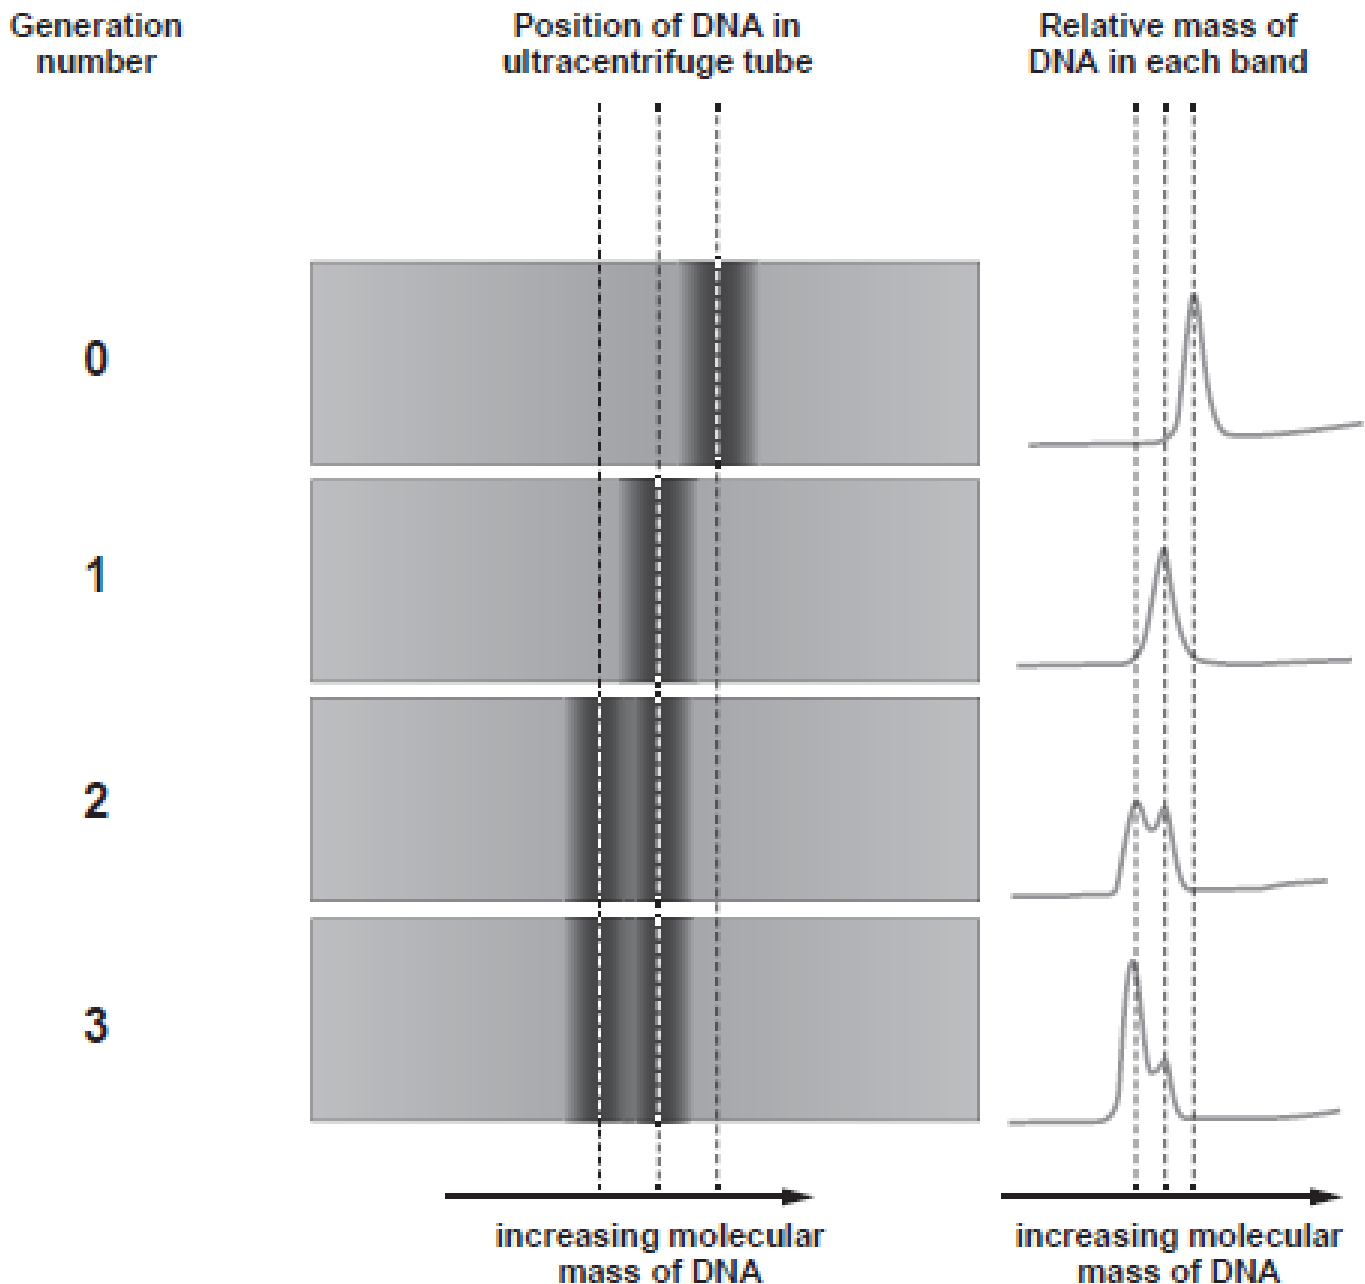 Generation
number
Position of DNA in
ultracentrifuge tube
Relative mass of
DNA in each band
0
1
2
3
increasing molecular
mass of DNA
increasing molecular
mass of DNA